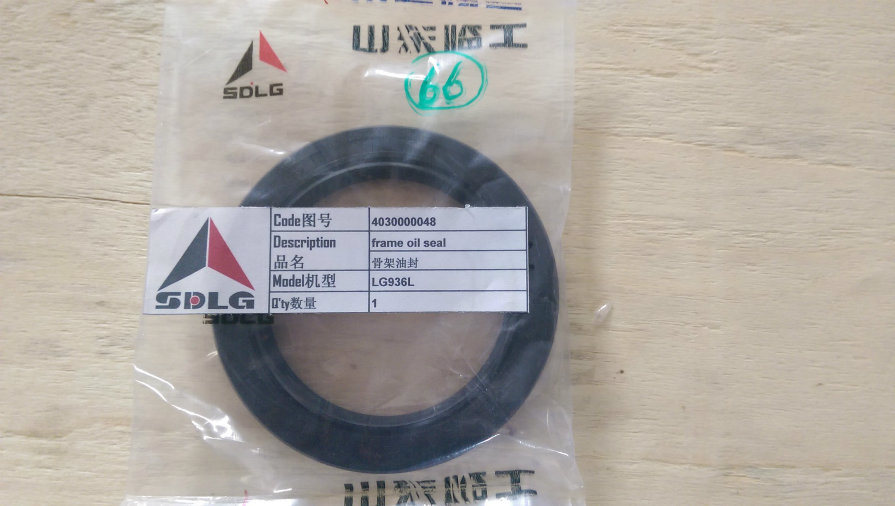 山东临工
66
SDLG
Code图号 4030000048
Description frame oil seal
品名 骨架油封
Model机型 LG936L
SDLG
Q'ty数量 1
SDLG
山东临工